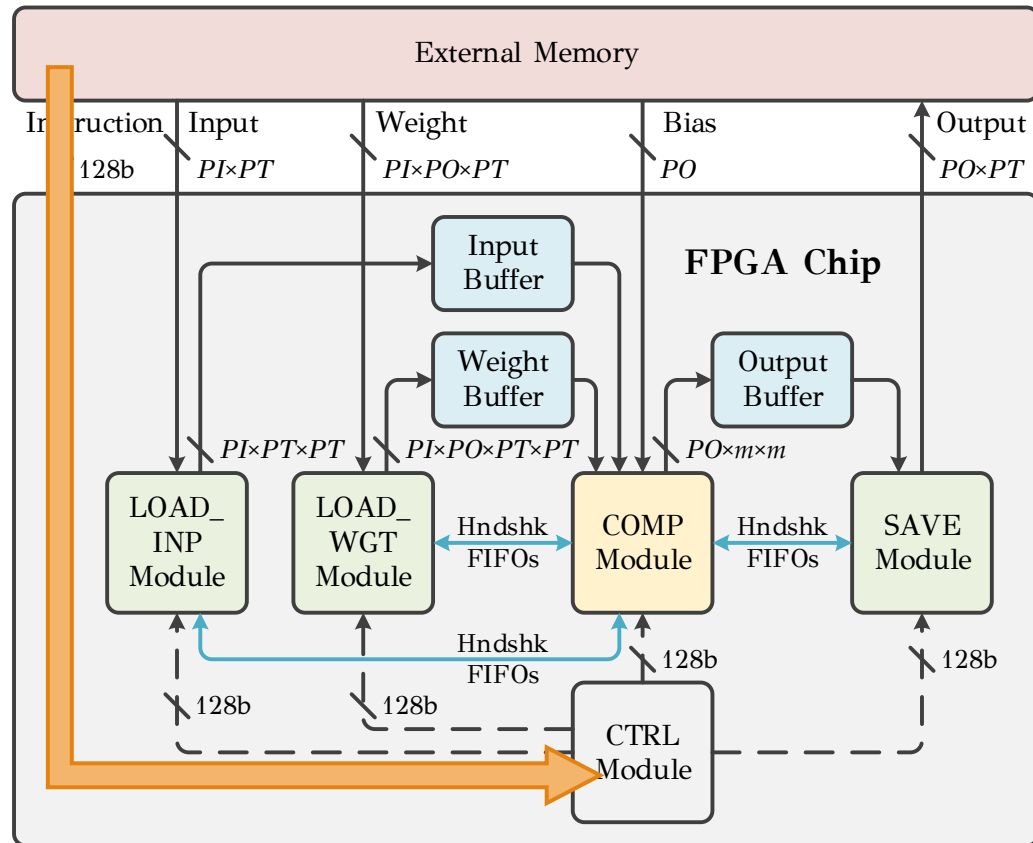 External Memory
Instruction Input Weight Bias Output
128b PI×PT PI×PO×PT PO PO×PT
FPGA Chip
Input
Buffer
Weight
Buffer
Output
Buffer
PI×PT×PT PI×PO×PT×PT PO×m×m
LOAD_
INP
Module
LOAD_
WGT
Module
COMP
Module
SAVE
Module
Hndshk
FIFOs
Hndshk
FIFOs
Hndshk
FIFOs
128b
128b
128b
128b
CTRL
Module